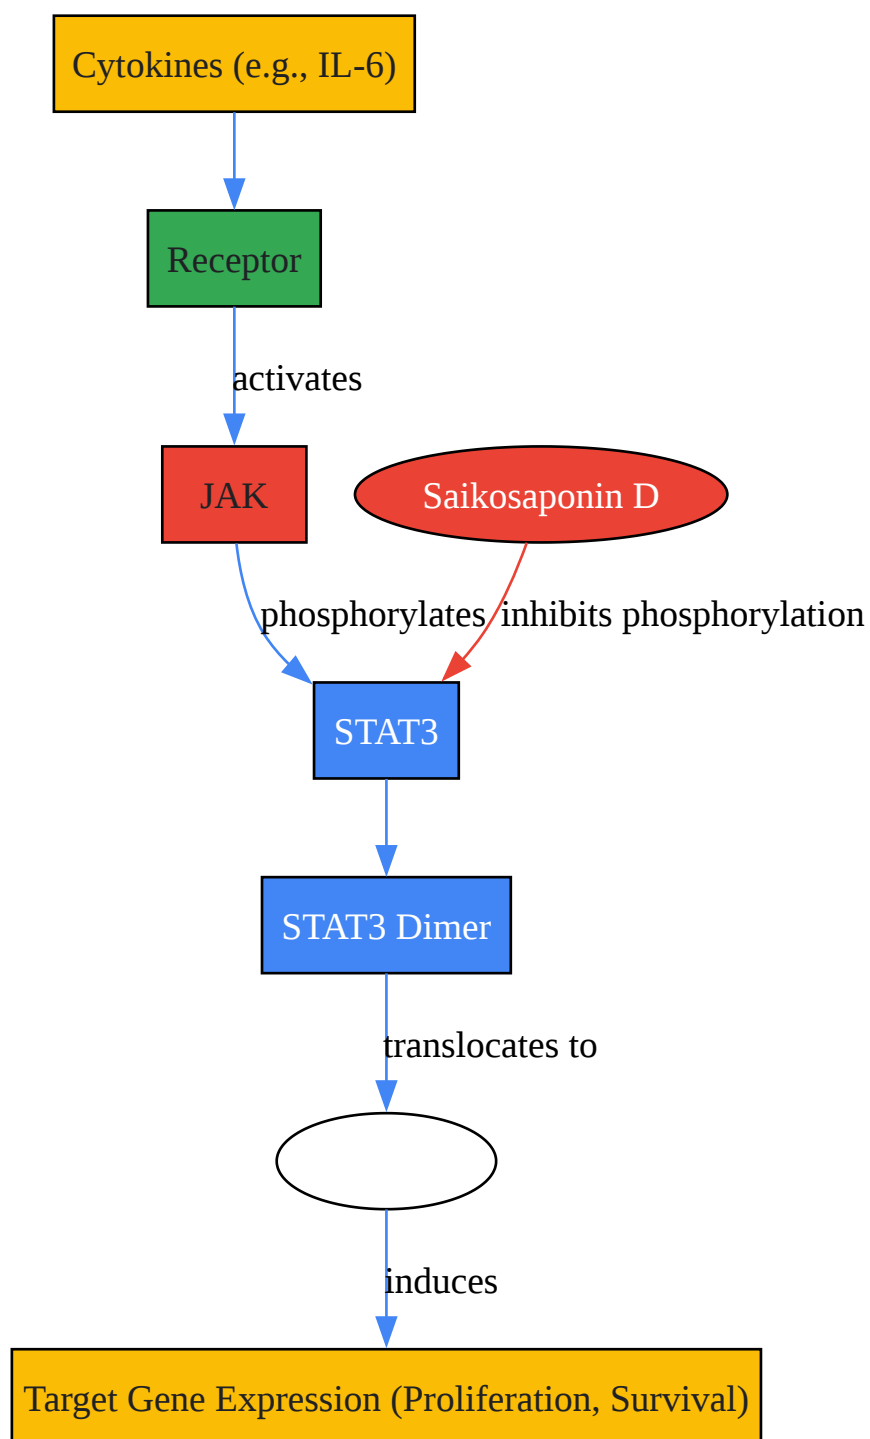 Cytokines (e.g., IL-6)
Receptor
activates
JAK
Saikosaponin D
phosphorylates
inhibits phosphorylation
STAT3
STAT3 Dimer
translocates to
induces
Target Gene Expression (Proliferation, Survival)